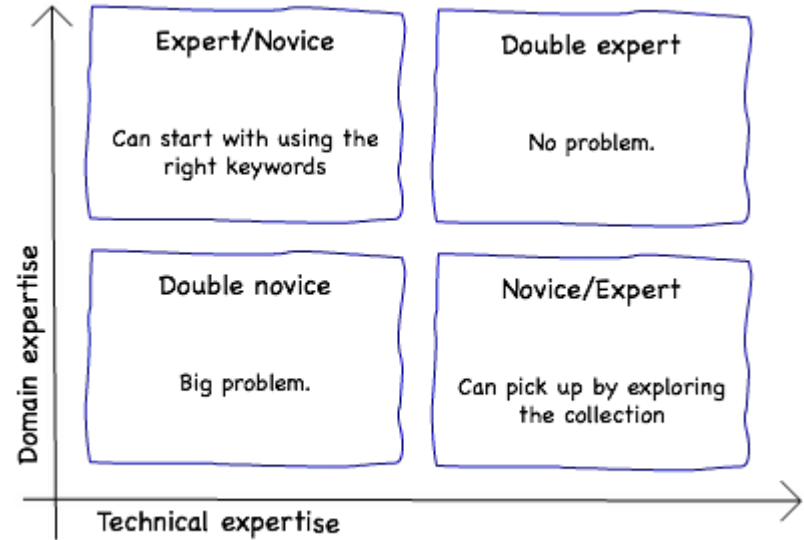 Expert/Novice
Can start with using the
right keywords
Double expert
No problem.
Double novice
Big problem.
Novice/Expert
Can pick up by exploring
the collection
Domain expertise
Technical expertise